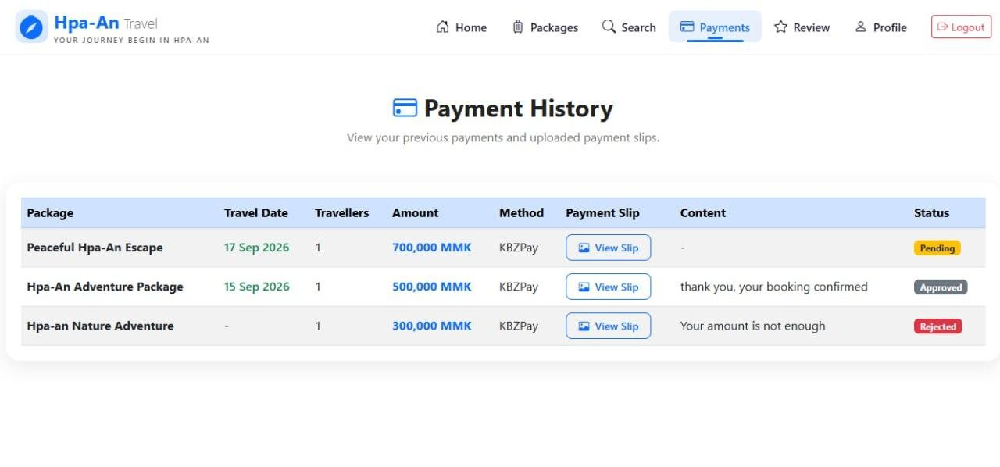 Hpa-An Travel
YOUR JOURNEY BEGIN IN HPA-AN
Home Packages Search Payments Review Profile Logout
Payment History
View your previous payments and uploaded payment slips.
Package Travel Date Travellers Amount Method Payment Slip Content Status
Peaceful Hpa-An Escape 17 Sep 2026 1 700,000 MMK KBZPay View Slip - Pending
Hpa-An Adventure Package 15 Sep 2026 1 500,000 MMK KBZPay View Slip thank you, your booking confirmed Approved
Hpa-an Nature Adventure - 1 300,000 MMK KBZPay View Slip Your amount is not enough Rejected